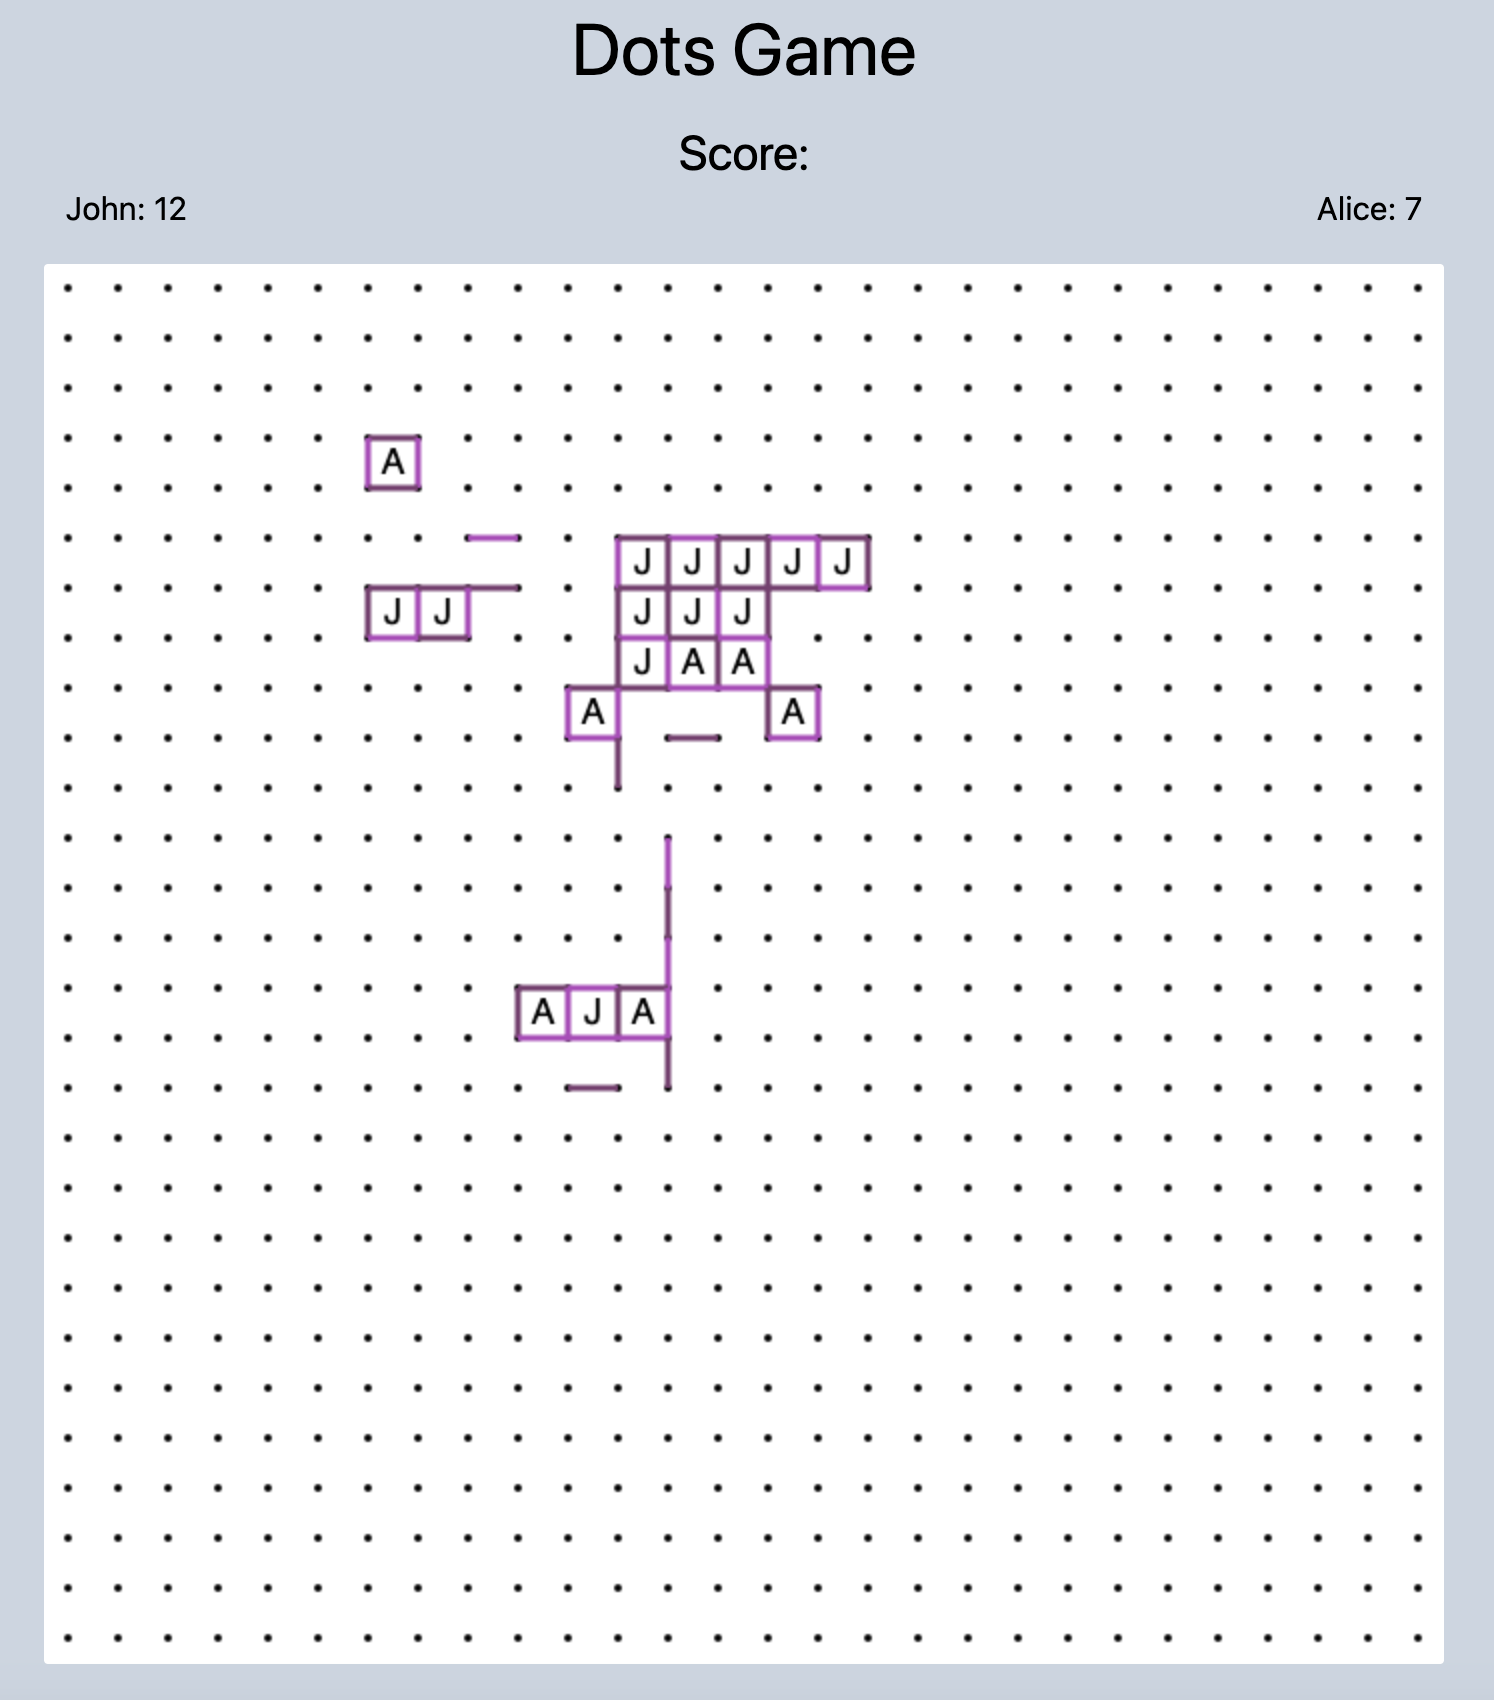 Dots Game
Score:
John: 12
Alice: 7
A
J J J J J
J J J J J
J A A
A A
A J A